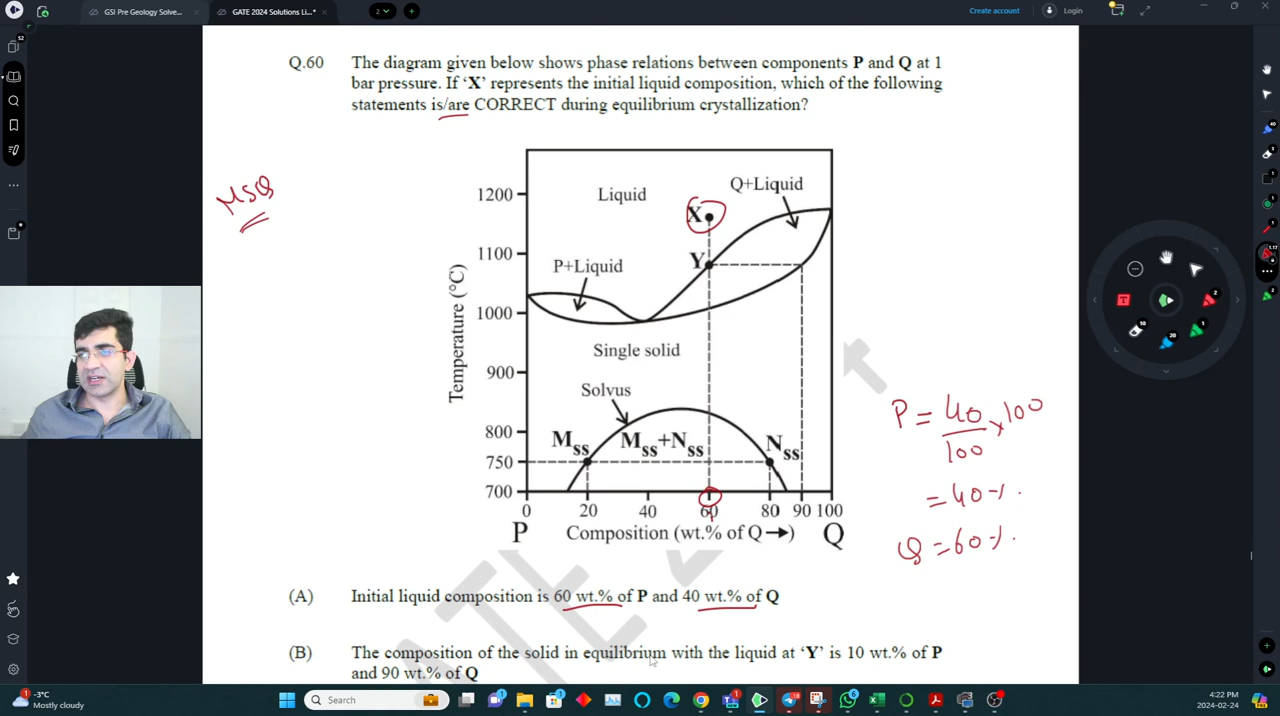 GSI Pre Geology Solve...
GATE 2024 Solutions Li...*
2
Create account
Login
Q.60 The diagram given below shows phase relations between components P and Q at 1
bar pressure. If ‘X’ represents the initial liquid composition, which of the following
statements is/are CORRECT during equilibrium crystallization?
MSQ
1200
1100
1000
900
800
750
700
Temperature (°C)
Liquid
Q+Liquid
X
Y
P+Liquid
Single solid
Solvus
Mss
Mss+Nss
Nss
0 20 40 60 80 90 100
P Composition (wt.% of Q→) Q
P = 40/100 × 100
= 40 %.
Q = 60 %.
(A) Initial liquid composition is 60 wt.% of P and 40 wt.% of Q
(B) The composition of the solid in equilibrium with the liquid at ‘Y’ is 10 wt.% of P
and 90 wt.% of Q
-3°C
Mostly cloudy
Search
4:22 PM
2024-02-24